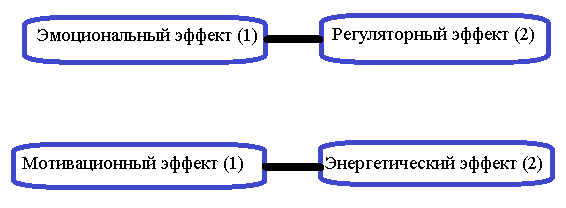 Эмоциональный эффект (1) Регуляторный эффект (2)
Мотивационный эффект (1) Энергетический эффект (2)